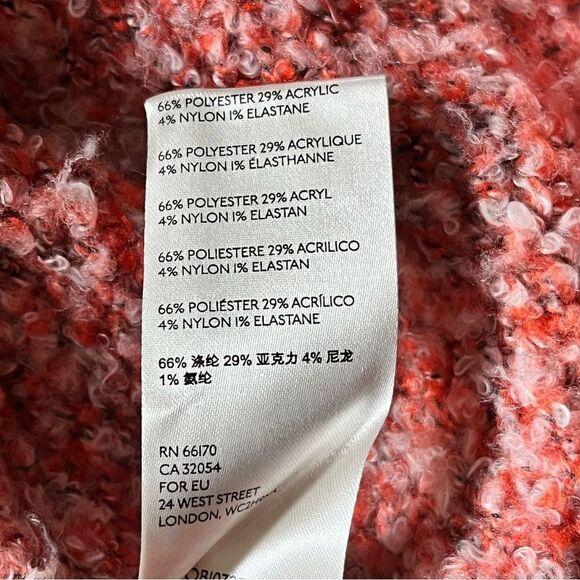 66% POLYESTER 29% ACRYLIC
4% NYLON 1% ELASTANE
66% POLYESTER 29% ACRYLIQUE
4% NYLON 1% ÉLASTHANNE
66% POLYESTER 29% ACRYL
4% NYLON 1% ELASTAN
66% POLIESTERE 29% ACRILICO
4% NYLON 1% ELASTAN
66% POLIÉSTER 29% ACRÍLICO
4% NYLON 1% ELASTANE
66% 涤纶 29% 亚克力 4% 尼龙
1% 氨纶
RN 66170
CA 32054
FOR EU
24 WEST STREET
LONDON,